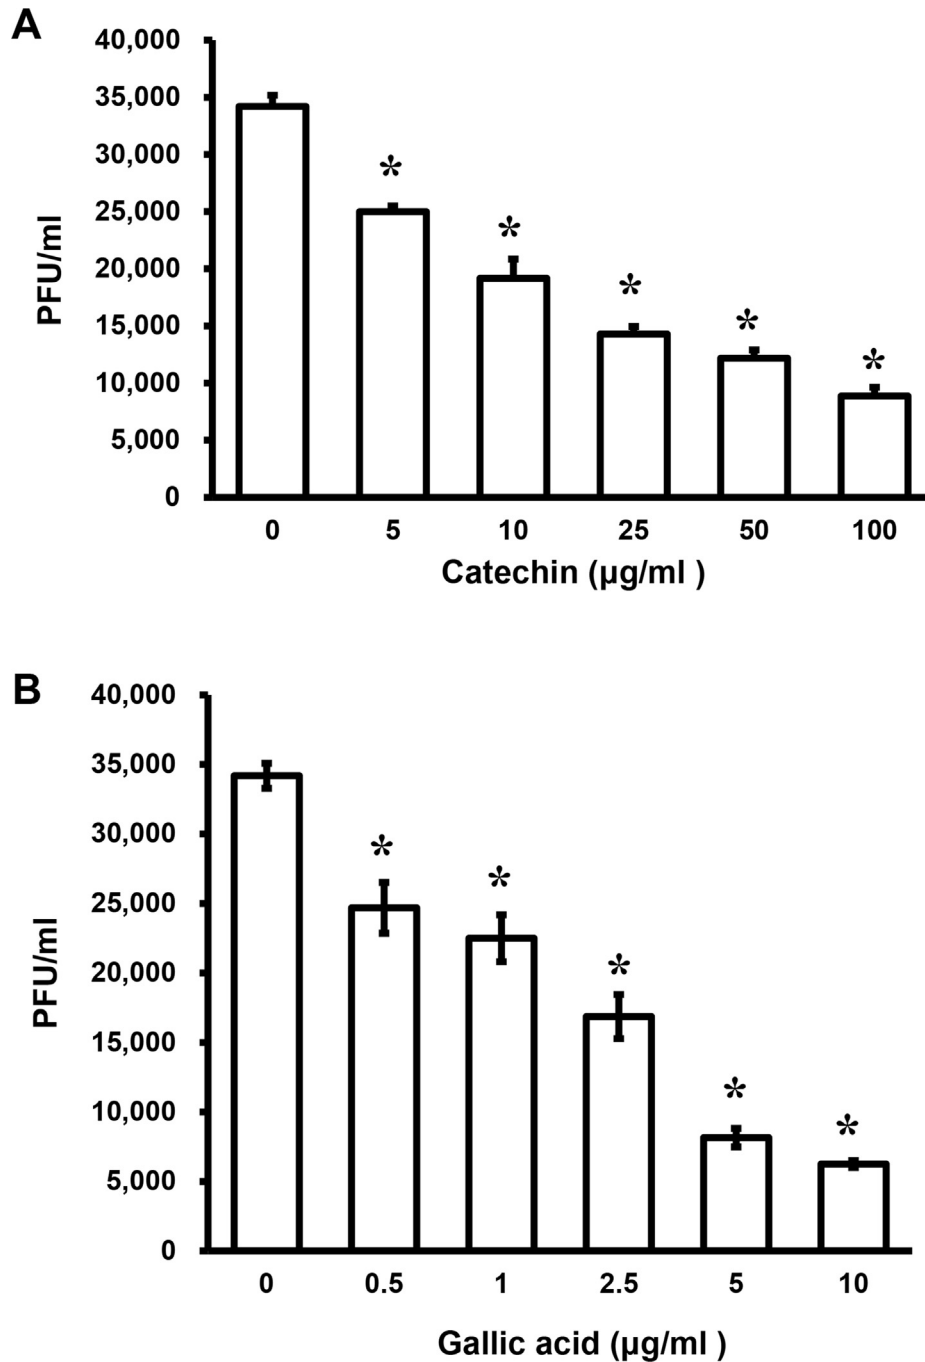 A
40,000
35,000
30,000
25,000
20,000
15,000
10,000
5,000
0
PFU/ml
* * * * *
0 5 10 25 50 100
Catechin (µg/ml )
B
40,000
35,000
30,000
25,000
20,000
15,000
10,000
5,000
0
PFU/ml
* * * * *
0 0.5 1 2.5 5 10
Gallic acid (µg/ml )